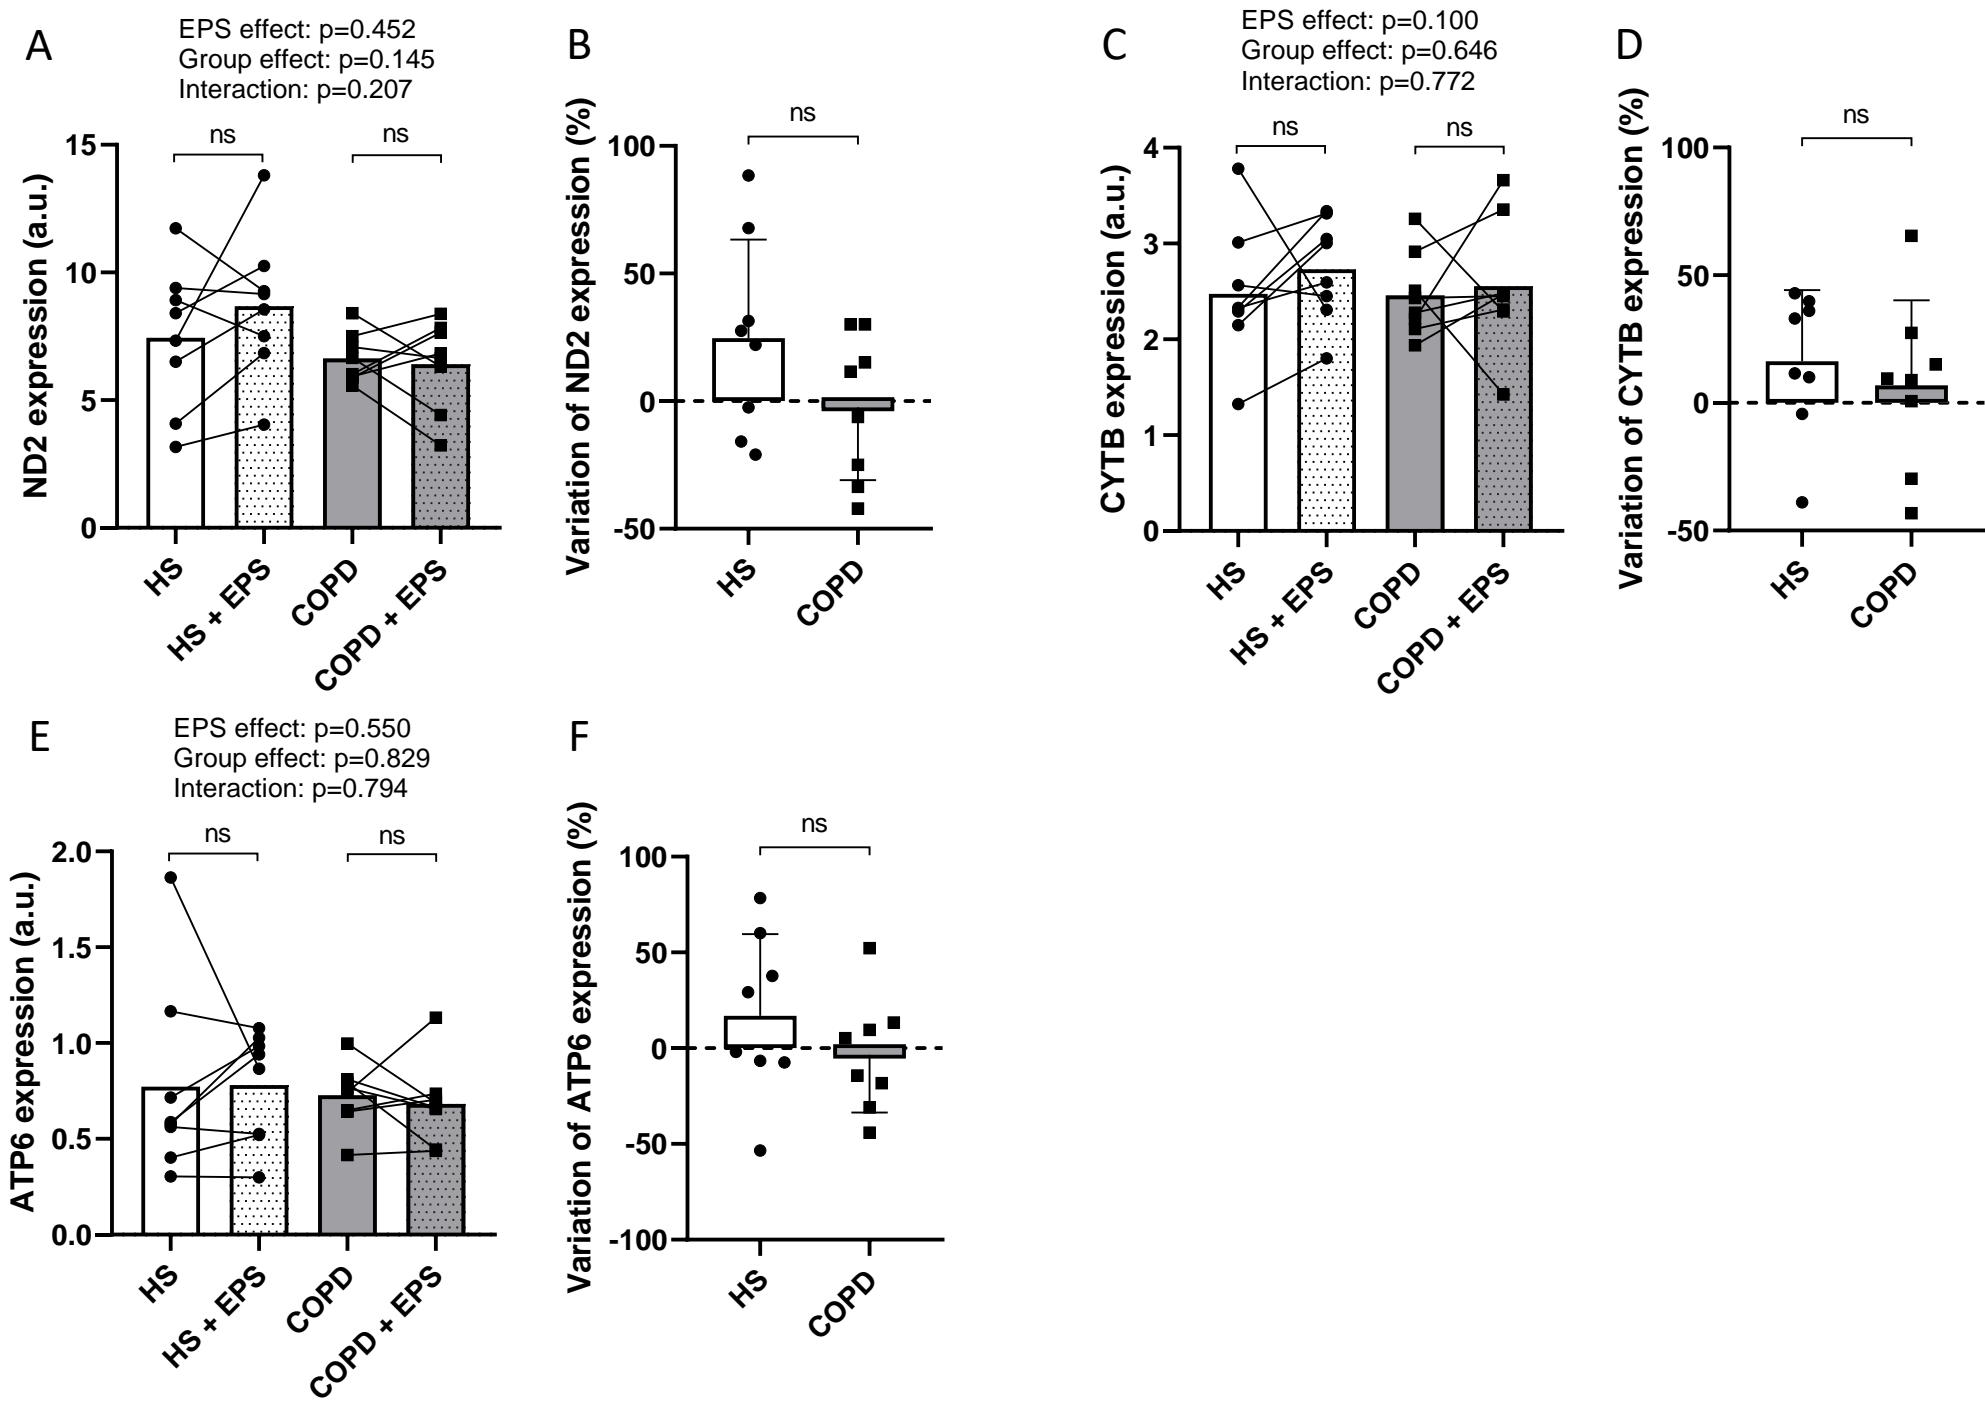 A
EPS effect: p=0.452
Group effect: p=0.145
Interaction: p=0.207
ns
ns
ND2 expression (a.u.)
15
10
5
0
HS
HS + EPS
COPD
COPD + EPS
B
ns
Variation of ND2 expression (%)
100
50
0
-50
HS
COPD
C
EPS effect: p=0.100
Group effect: p=0.646
Interaction: p=0.772
ns
ns
CYTB expression (a.u.)
4
3
2
1
0
HS
HS + EPS
COPD
COPD + EPS
D
ns
Variation of CYTB expression (%)
100
50
0
-50
HS
COPD
E
EPS effect: p=0.550
Group effect: p=0.829
Interaction: p=0.794
ns
ns
ATP6 expression (a.u.)
2.0
1.5
1.0
0.5
0.0
HS
HS + EPS
COPD
COPD + EPS
F
ns
Variation of ATP6 expression (%)
100
50
0
-50
-100
HS
COPD